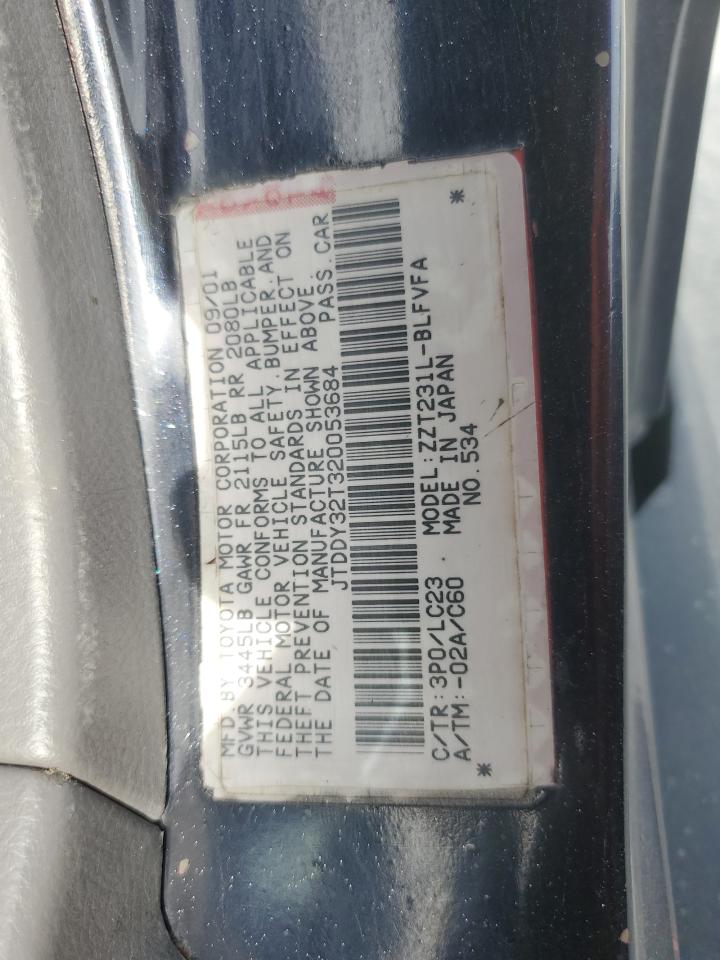 MFD. BY TOYOTA MOTOR CORPORATION 09/01
GVWR 3445LB GAWR FR 2115LB RR 2080LB
THIS VEHICLE CONFORMS TO ALL APPLICABLE
FEDERAL MOTOR VEHICLE SAFETY, BUMPER, AND
THEFT PREVENTION STANDARDS IN EFFECT ON
THE DATE OF MANUFACTURE SHOWN ABOVE.
JTDDY32T320053684 PASS. CAR
C/TR: 3P0/LC23 MODEL: ZZT231L-BLFVFA
A/TM: -02A/C60 MADE IN JAPAN
* NO. 534 *